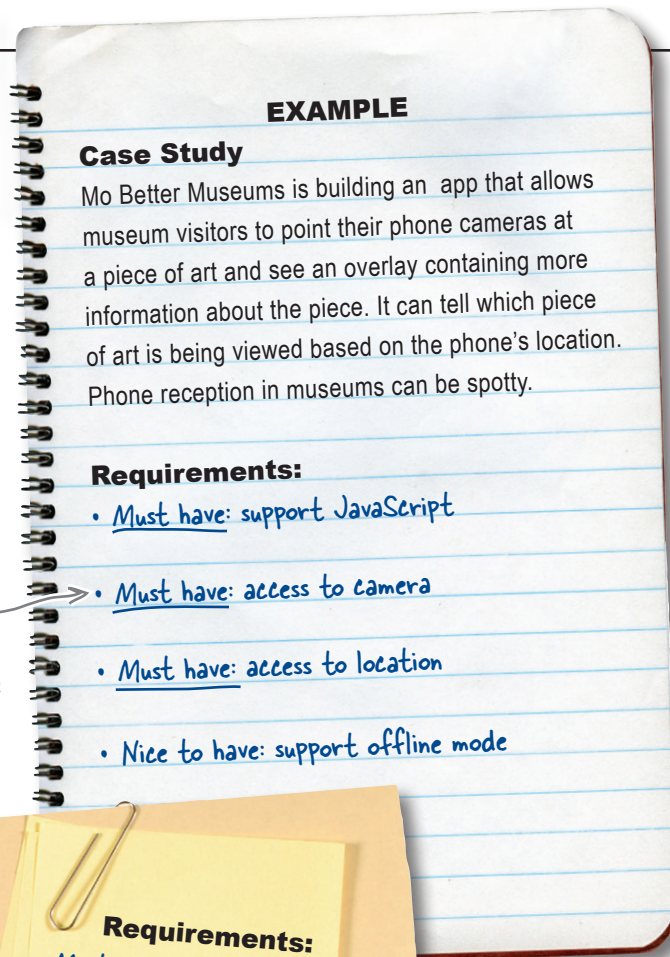 EXAMPLE
Case Study
Mo Better Museums is building an app that allows
museum visitors to point their phone cameras at
a piece of art and see an overlay containing more
information about the piece. It can tell which piece
of art is being viewed based on the phone's location.
Phone reception in museums can be spotty.
Requirements:
• Must have: support JavaScript
• Must have: access to camera
• Must have: access to location
• Nice to have: support offline mode
Requirements: